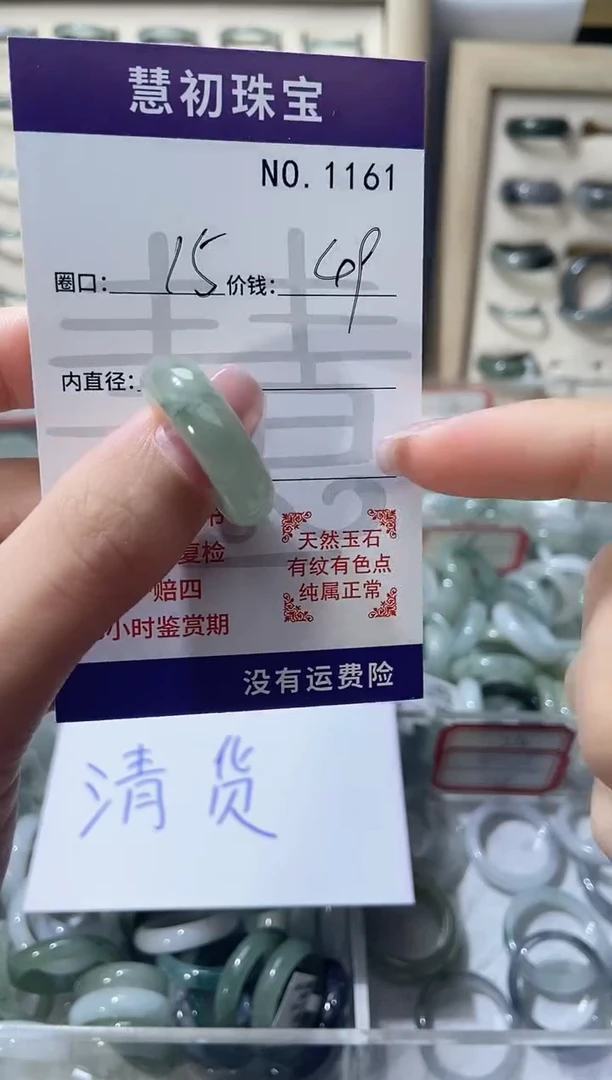 慧初珠宝
NO. 1161
圈口: 15 价钱: 49
内直径:
复检
赔四
小时鉴赏期
天然玉石
有纹有色点
纯属正常
没有运费险
清货